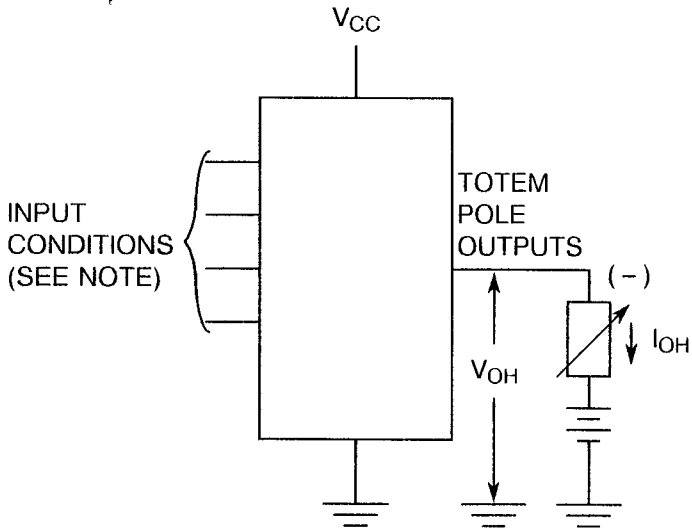 VCC
INPUT
CONDITIONS
(SEE NOTE)
TOTEM
POLE
OUTPUTS
(-)
IOH
VOH